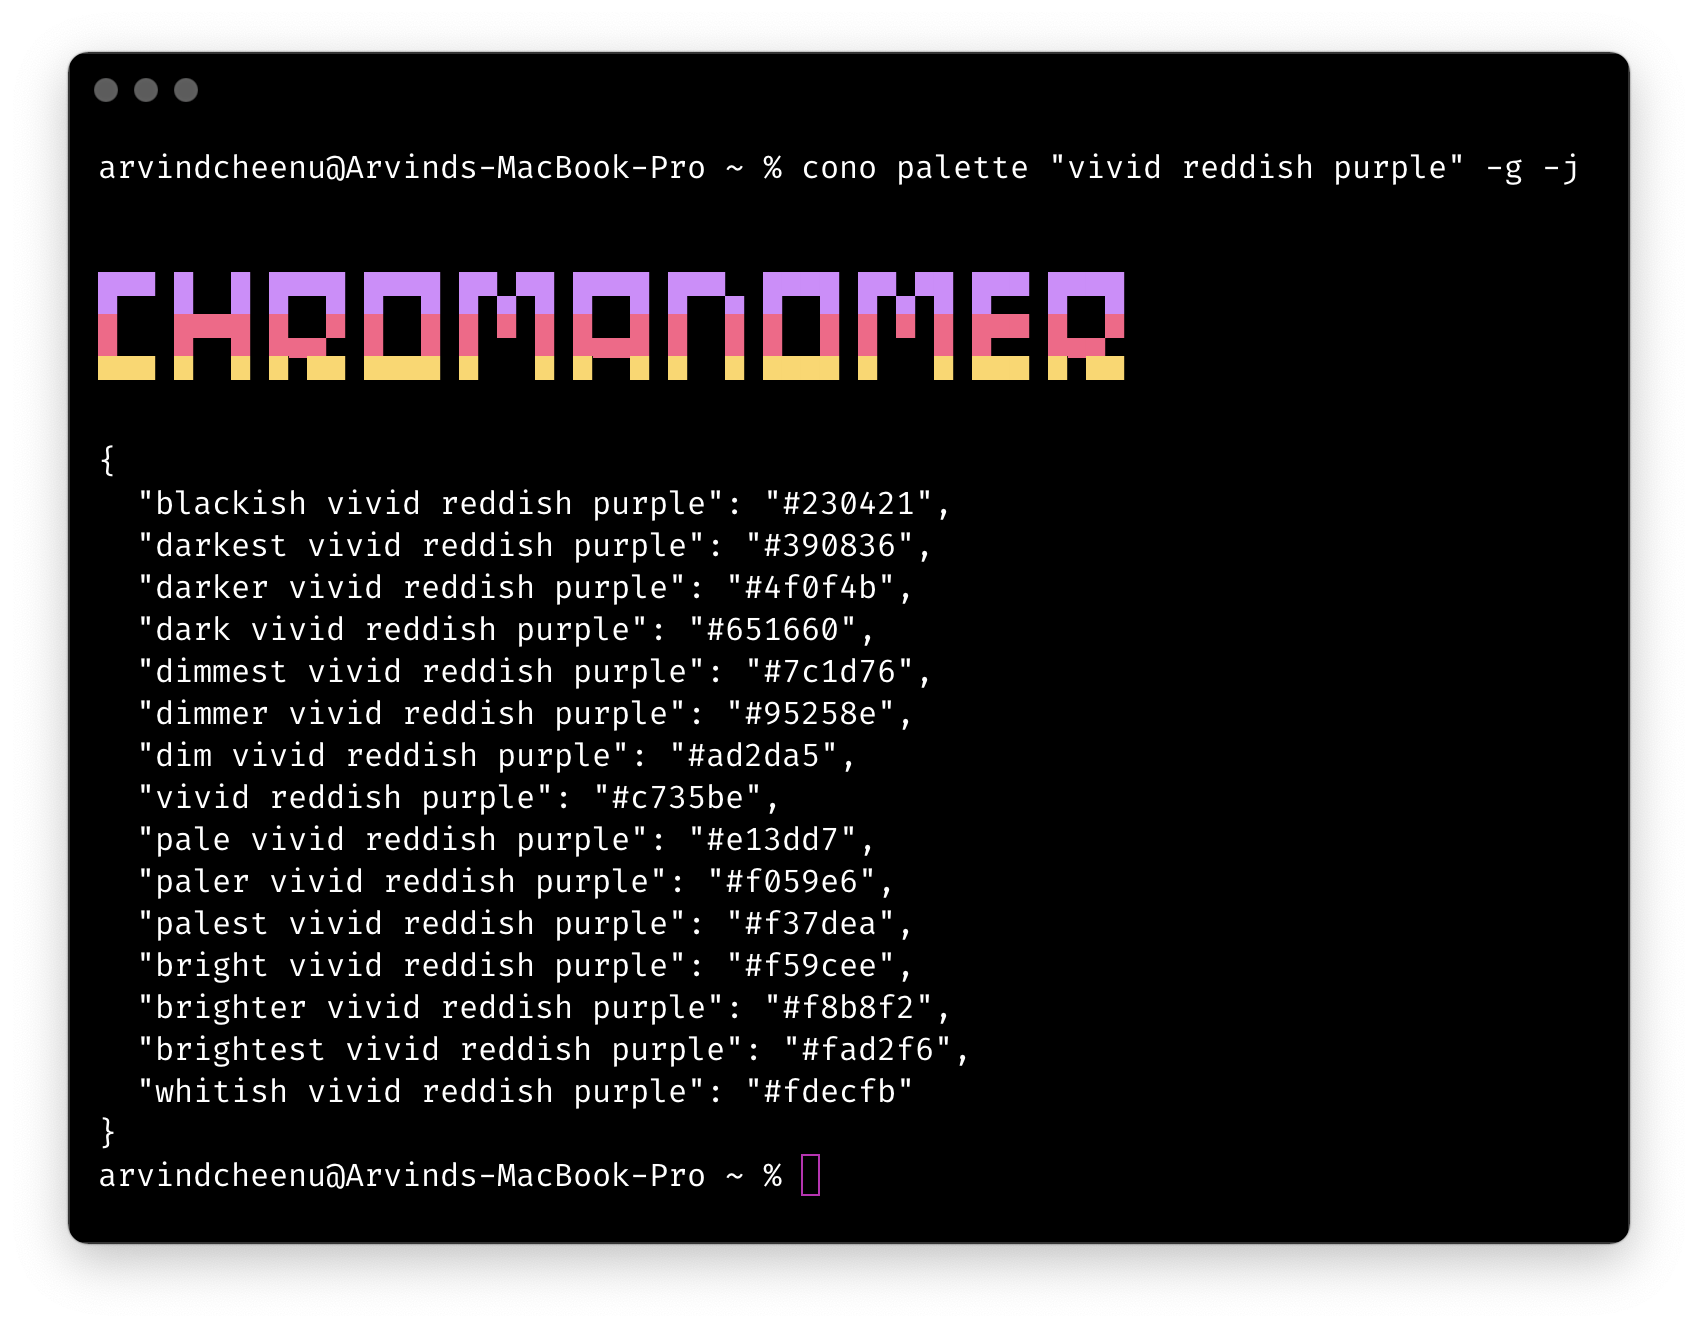 arvindcheenu@Arvinds-MacBook-Pro ~ % cono palette "vivid reddish purple" -g -j
CHROMANOMER
{
  "blackish vivid reddish purple": "#230421",
  "darkest vivid reddish purple": "#390836",
  "darker vivid reddish purple": "#4f0f4b",
  "dark vivid reddish purple": "#651660",
  "dimmest vivid reddish purple": "#7c1d76",
  "dimmer vivid reddish purple": "#95258e",
  "dim vivid reddish purple": "#ad2da5",
  "vivid reddish purple": "#c735be",
  "pale vivid reddish purple": "#e13dd7",
  "paler vivid reddish purple": "#f059e6",
  "palest vivid reddish purple": "#f37dea",
  "bright vivid reddish purple": "#f59cee",
  "brighter vivid reddish purple": "#f8b8f2",
  "brightest vivid reddish purple": "#fad2f6",
  "whitish vivid reddish purple": "#fdecfb"
}
arvindcheenu@Arvinds-MacBook-Pro ~ %